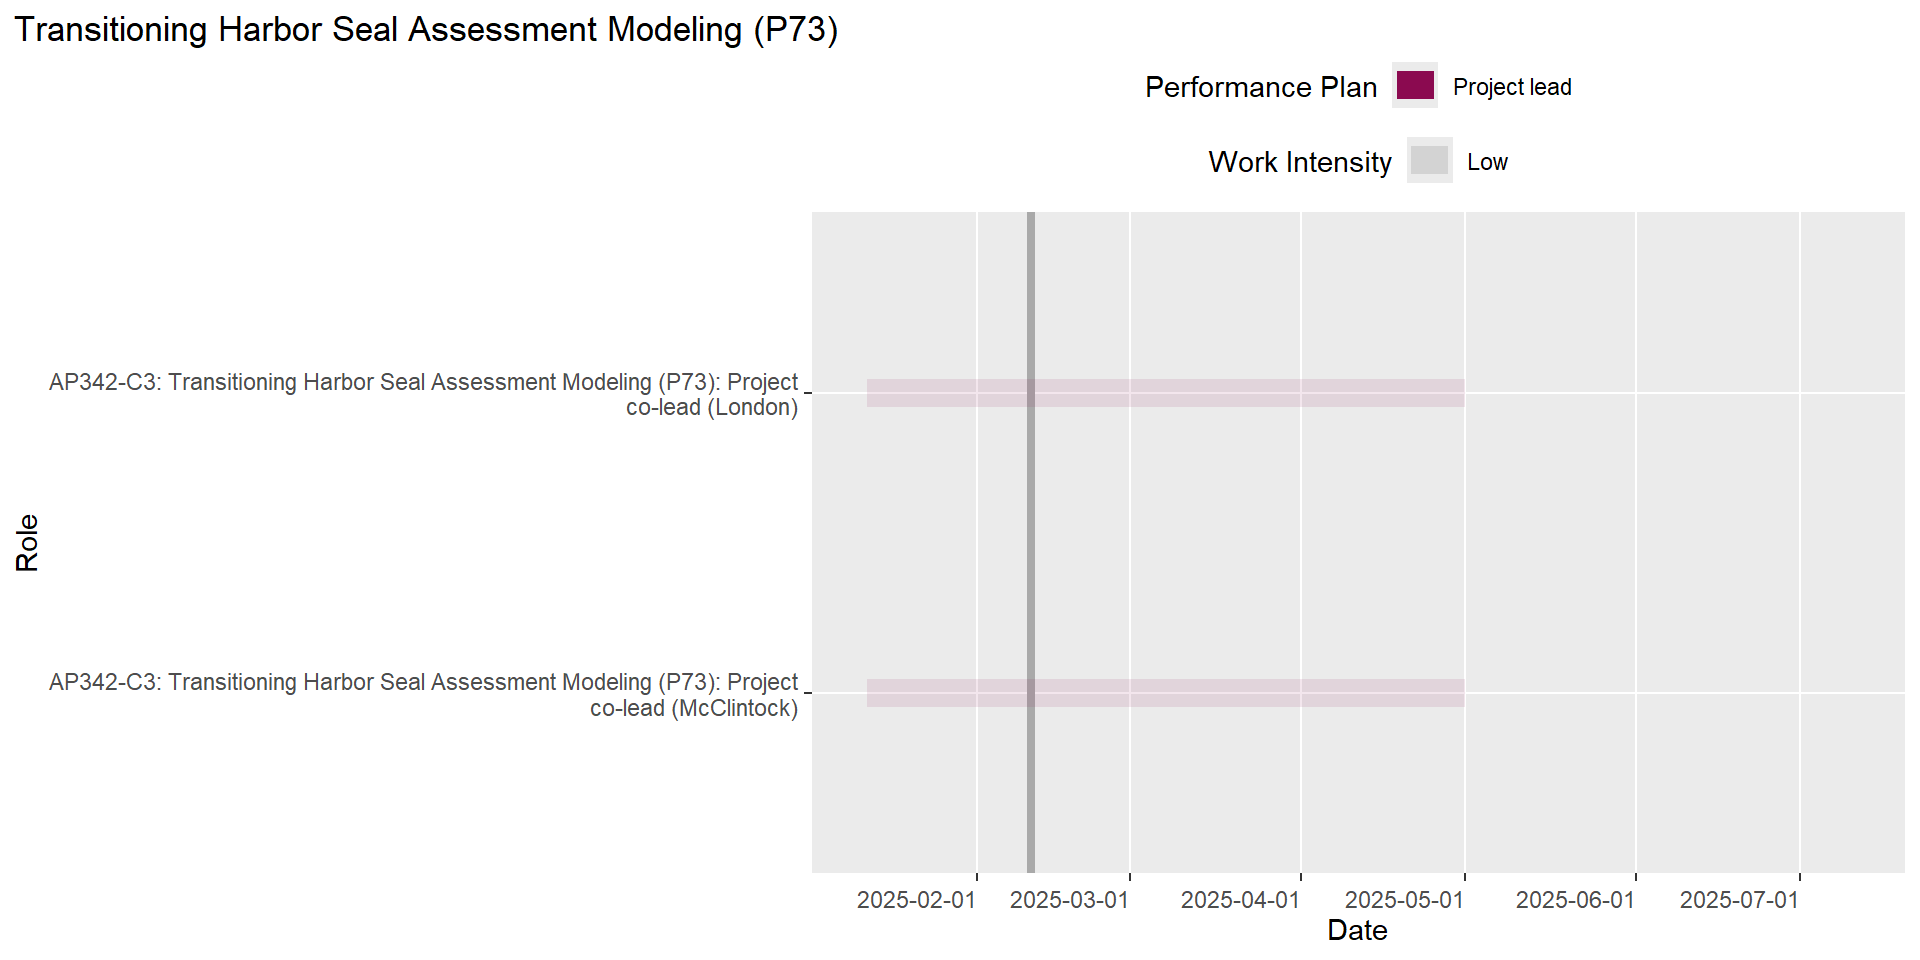 Transitioning Harbor Seal Assessment Modeling (P73)
Performance Plan
Project lead
Work Intensity
Low
AP342-C3: Transitioning Harbor Seal Assessment Modeling (P73): Project
co-lead (London)
Role
AP342-C3: Transitioning Harbor Seal Assessment Modeling (P73): Project
co-lead (McClintock)
2025-02-01
2025-03-01
2025-04-01
2025-05-01
2025-06-01
2025-07-01
Date